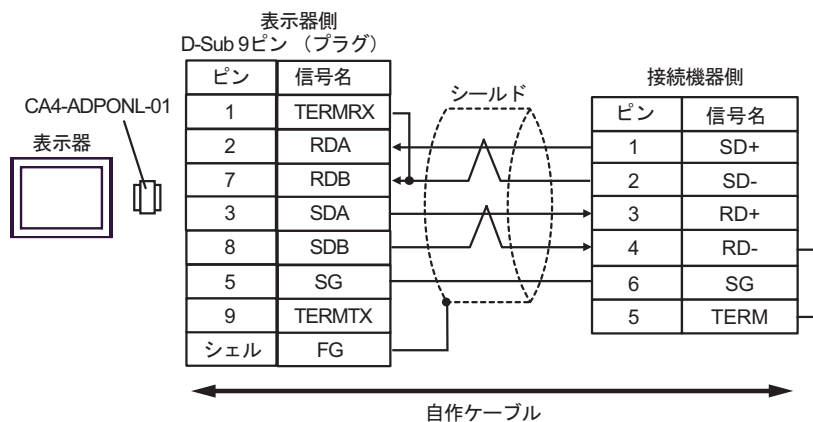 表示器側
D-Sub 9ピン （プラグ）
接続機器側
CA4-ADPONL-01
表示器
シールド
ピン 信号名
1 TERMRX
2 RDA
7 RDB
3 SDA
8 SDB
5 SG
9 TERMTX
シェル FG
ピン 信号名
1 SD+
2 SD-
3 RD+
4 RD-
6 SG
5 TERM
自作ケーブル